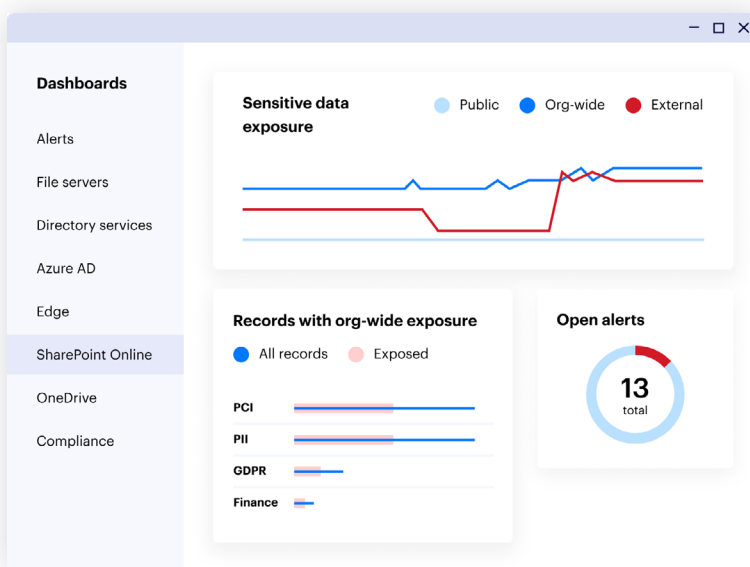 Dashboards
Alerts
File servers
Directory services
Azure AD
Edge
SharePoint Online
OneDrive
Compliance
Sensitive data
exposure
Public
Org-wide
External
Records with org-wide exposure
All records
Exposed
PCI
PII
GDPR
Finance
Open alerts
13
total